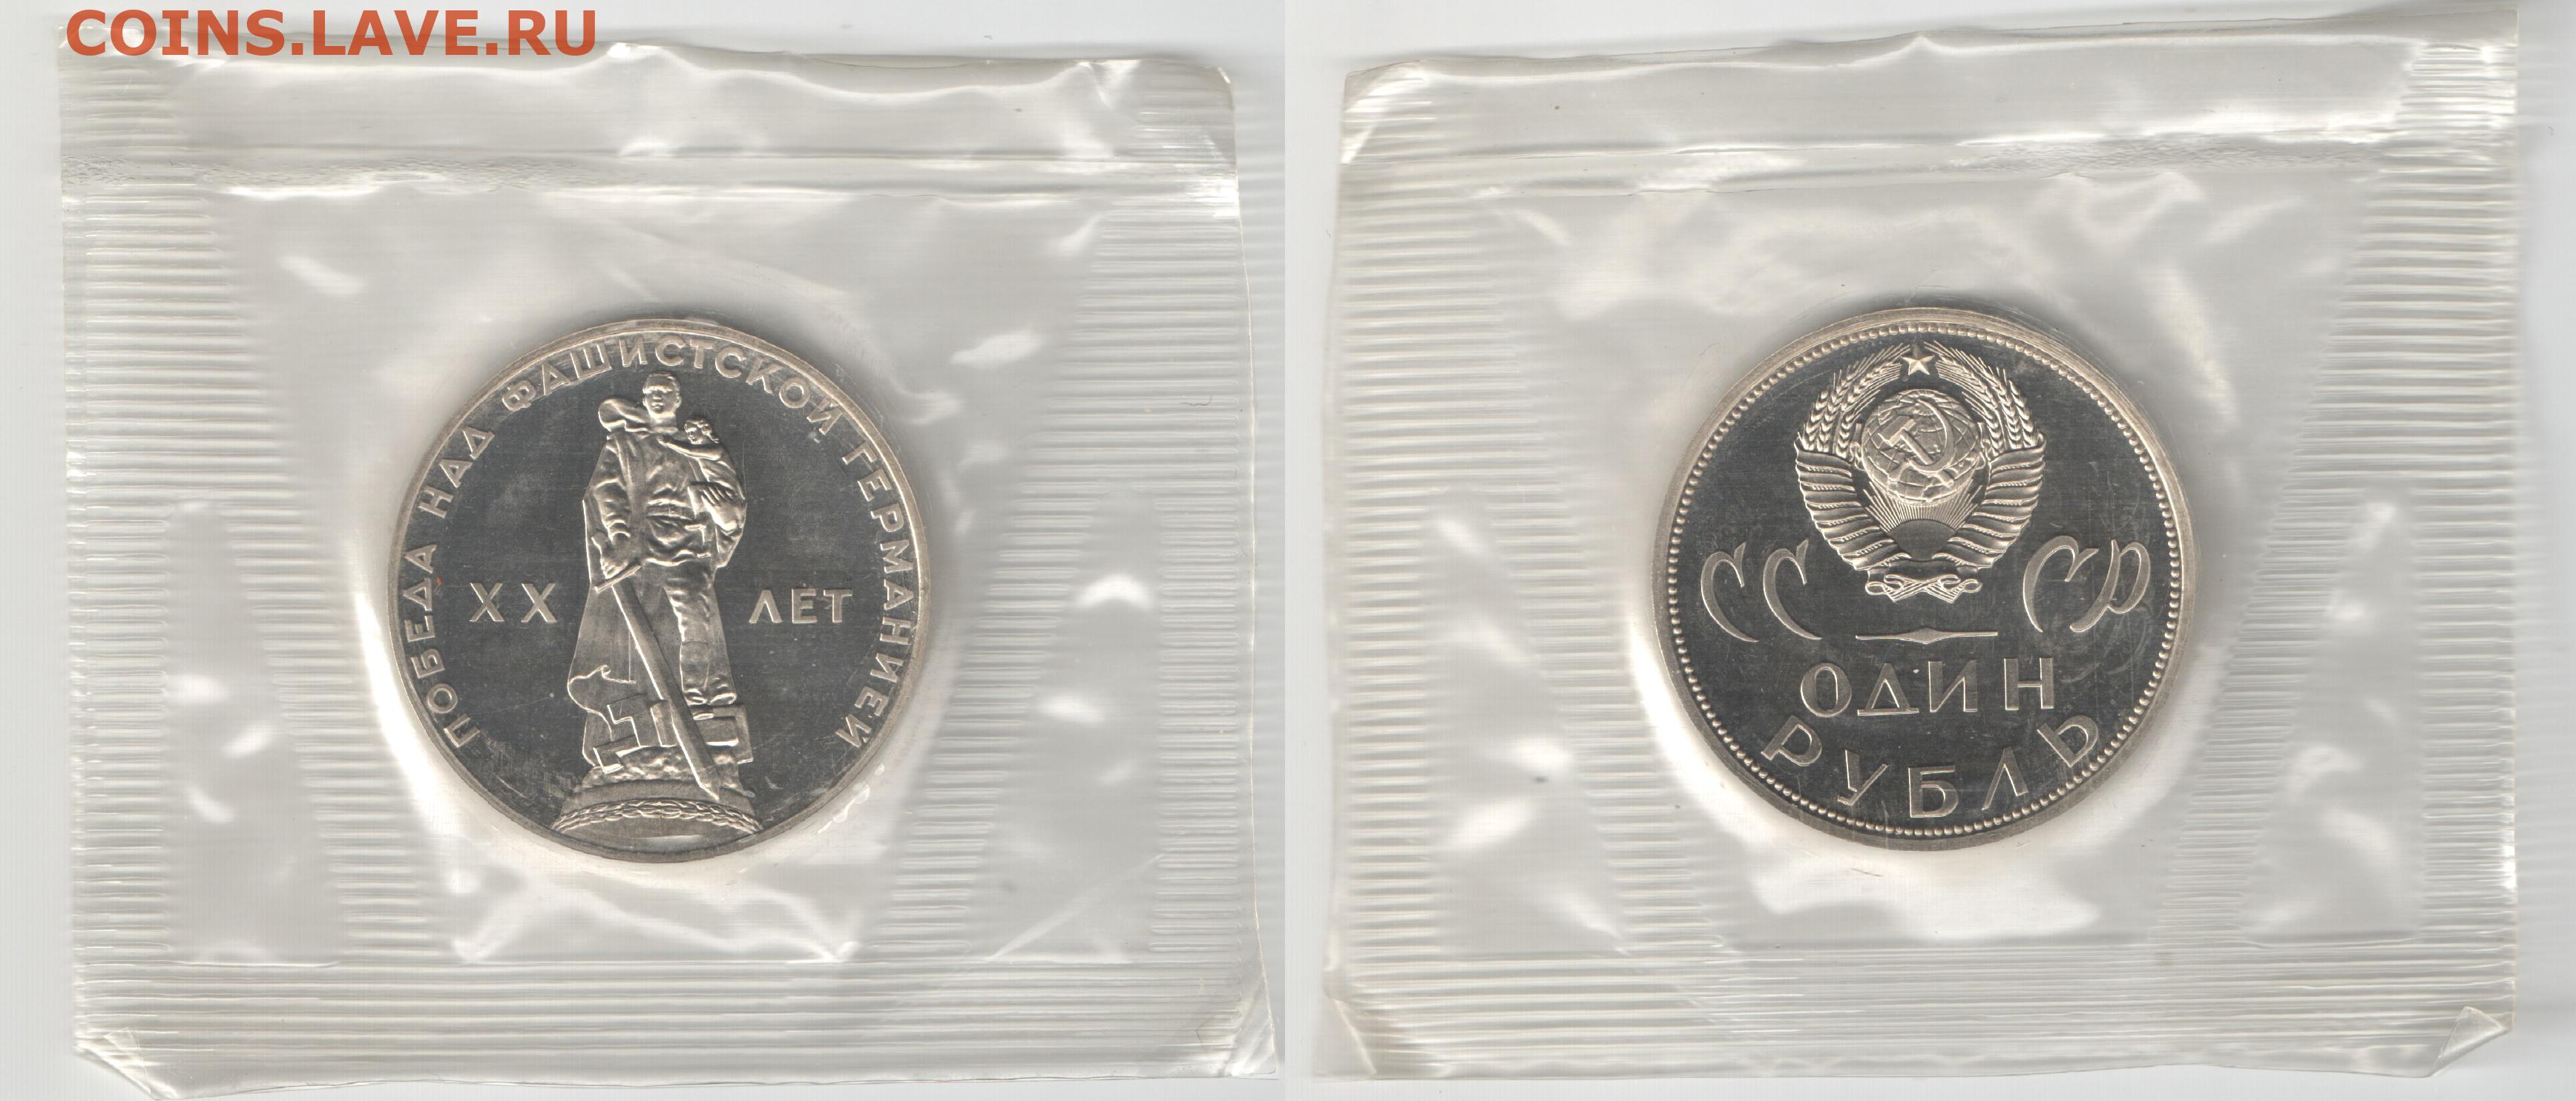 COINS.LAVE.RU
ПОБЕДА НАД ФАШИСТСКОЙ ГЕРМАНИЕЙ
XX ЛЕТ
СССР
ОДИН
РУБЛЬ